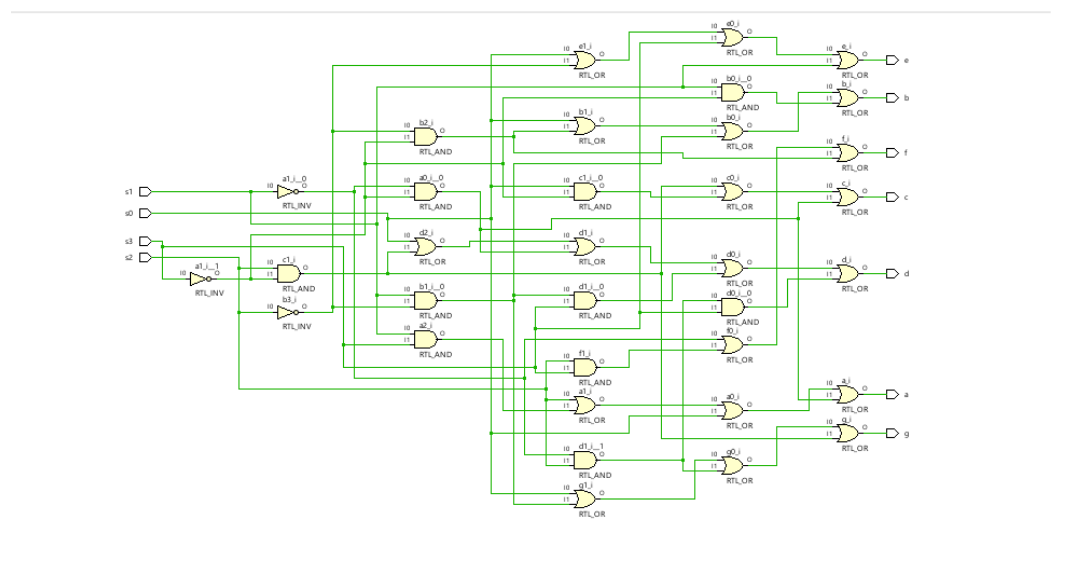 s1
s0
s3
s2
a1_i__1
I0 O
RTL_INV
a1_i__0
I0 O
RTL_INV
c1_i
I0 O
I1
RTL_AND
b3_i
I0 O
RTL_INV
b2_i
I0 O
I1
RTL_AND
a0_i__0
I0 O
I1
RTL_AND
d2_i
I0 O
I1
RTL_OR
b1_i__0
I0 O
I1
RTL_AND
a2_i
I0 O
I1
RTL_AND
e1_i
I0 O
I1
RTL_OR
b1_i
I0 O
I1
RTL_OR
c1_i__0
I0 O
I1
RTL_AND
d1_i
I0 O
I1
RTL_OR
d1_i__0
I0 O
I1
RTL_AND
f1_i
I0 O
I1
RTL_AND
a1_i
I0 O
I1
RTL_OR
d1_i__1
I0 O
I1
RTL_AND
g1_i
I0 O
I1
RTL_OR
e0_i
I0 O
I1
RTL_OR
b0_i__0
I0 O
I1
RTL_AND
b0_i
I0 O
I1
RTL_OR
c0_i
I0 O
I1
RTL_OR
d0_i
I0 O
I1
RTL_OR
d0_i__0
I0 O
I1
RTL_AND
f0_i
I0 O
I1
RTL_OR
a0_i
I0 O
I1
RTL_OR
g0_i
I0 O
I1
RTL_OR
e_i
I0 O
I1
RTL_OR
e
b_i
I0 O
I1
RTL_OR
b
f_i
I0 O
I1
RTL_OR
f
c_i
I0 O
I1
RTL_OR
c
d_i
I0 O
I1
RTL_OR
d
a_i
I0 O
I1
RTL_OR
a
g_i
I0 O
I1
RTL_OR
g